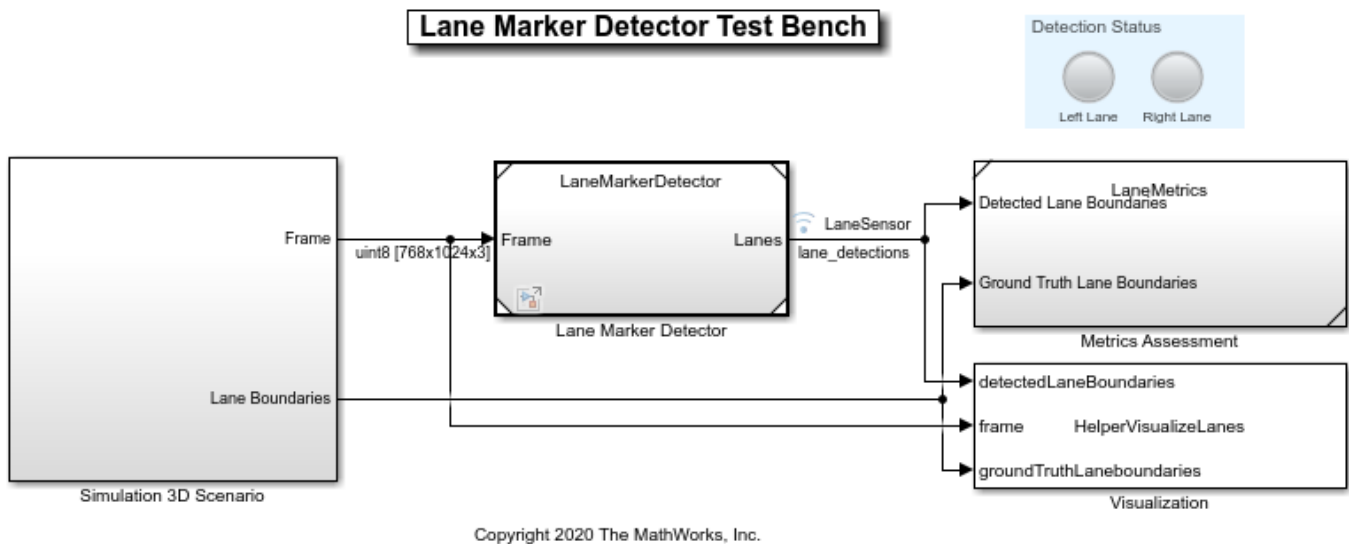 Lane Marker Detector Test Bench
Detection Status
Left Lane
Right Lane
Frame
Lane Boundaries
Simulation 3D Scenario
uint8 [768x1024x3]
LaneMarkerDetector
Frame
Lanes
Lane Marker Detector
LaneSensor
lane_detections
LaneMetrics
Detected Lane Boundaries
Ground Truth Lane Boundaries
Metrics Assessment
detectedLaneBoundaries
frame
HelperVisualizeLanes
groundTruthLaneboundaries
Visualization
Copyright 2020 The MathWorks, Inc.